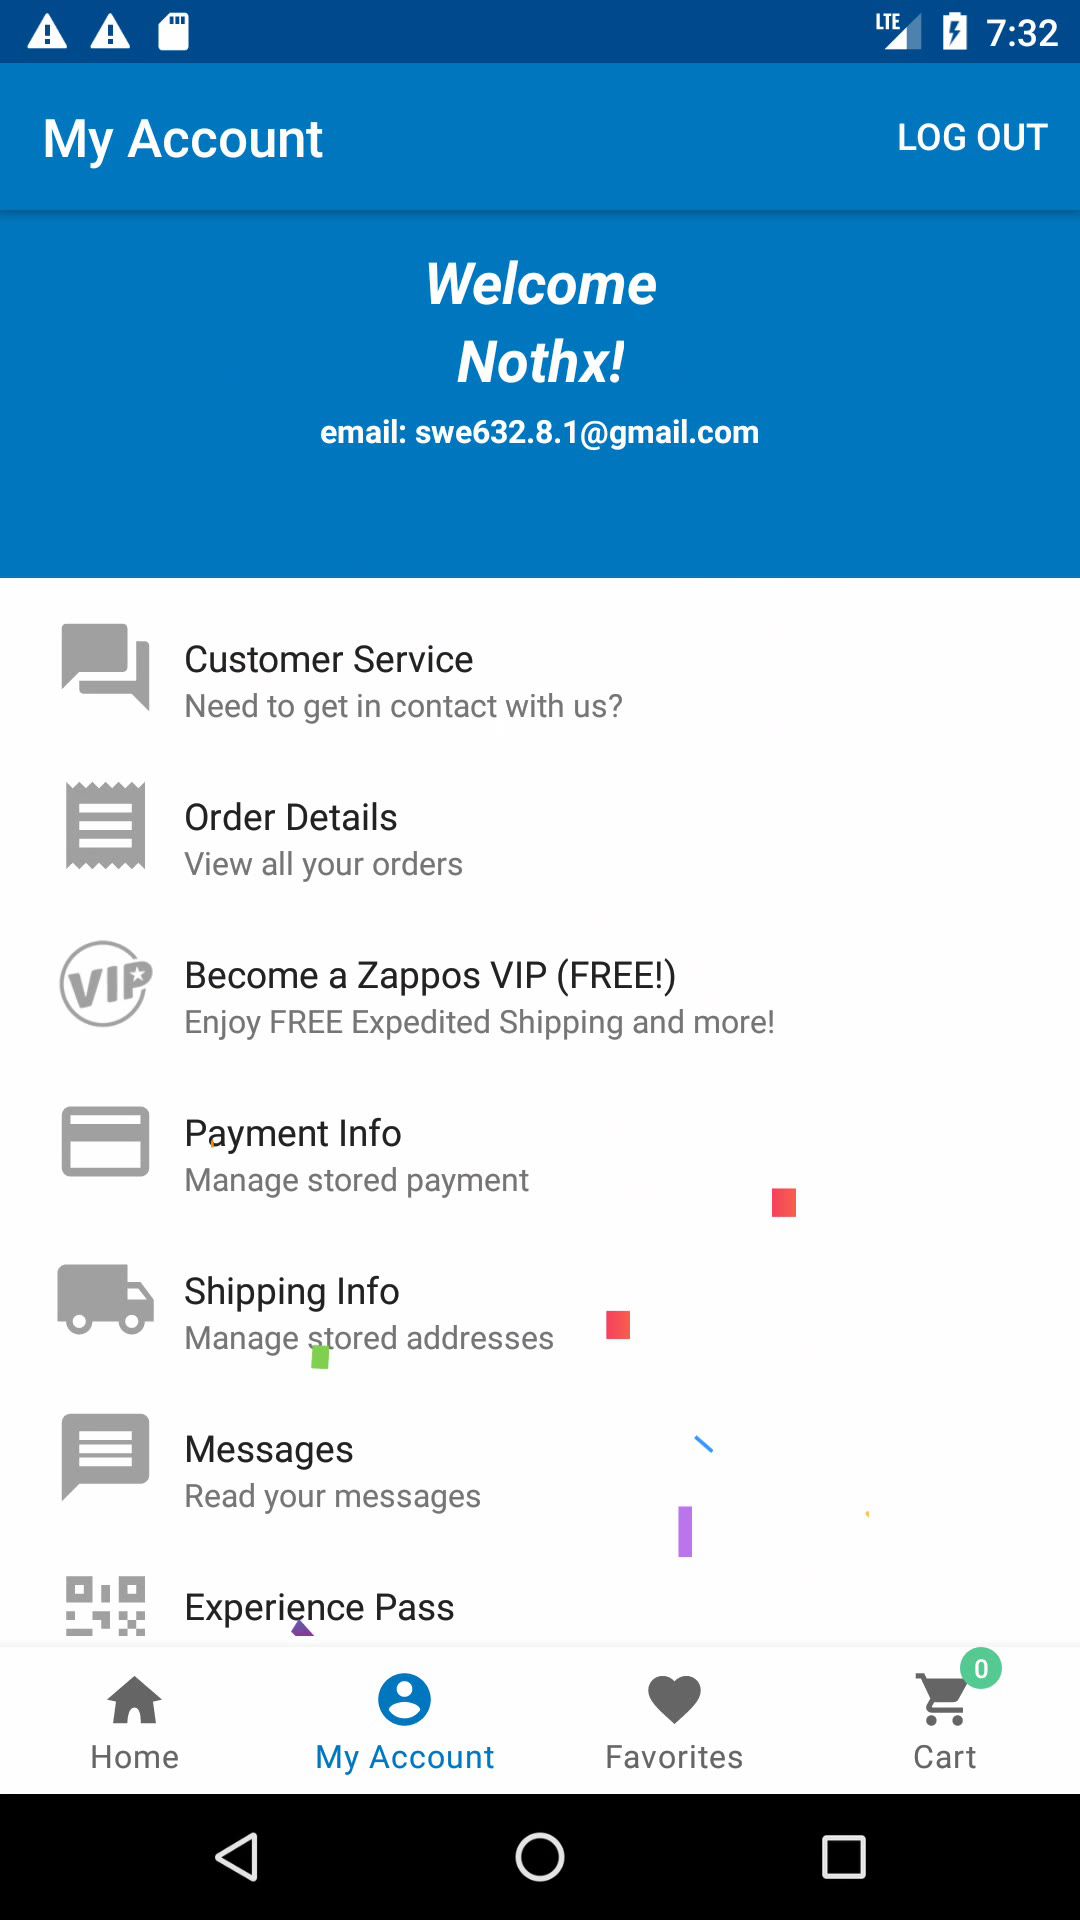 LTE 7:32
My Account LOG OUT
Welcome
Nothx!
email: swe632.8.1@gmail.com
Customer Service
Need to get in contact with us?
Order Details
View all your orders
VIP
Become a Zappos VIP (FREE!)
Enjoy FREE Expedited Shipping and more!
Payment Info
Manage stored payment
Shipping Info
Manage stored addresses
Messages
Read your messages
Experience Pass
0
Home My Account Favorites Cart